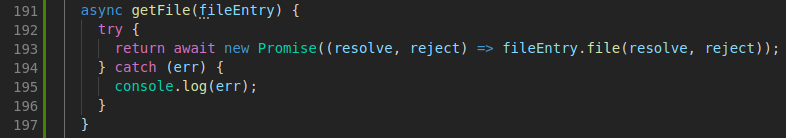 191 async getFile(fileEntry) {
192 try {
193 return await new Promise((resolve, reject) => fileEntry.file(resolve, reject));
194 } catch (err) {
195 console.log(err);
196 }
197 }